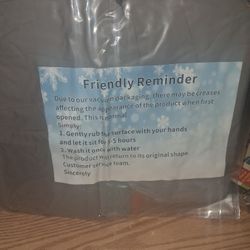 Friendly Reminder
Due to our vacuum packaging, there may be creases
affecting the appearance of the product when first
opened. This is normal.
Simply:
1. Gently rub the surface with your hands
and let it sit for 3-5 hours
2. Wash it once with water
The product will return to its original shape.
Customer service team.
Sincerely